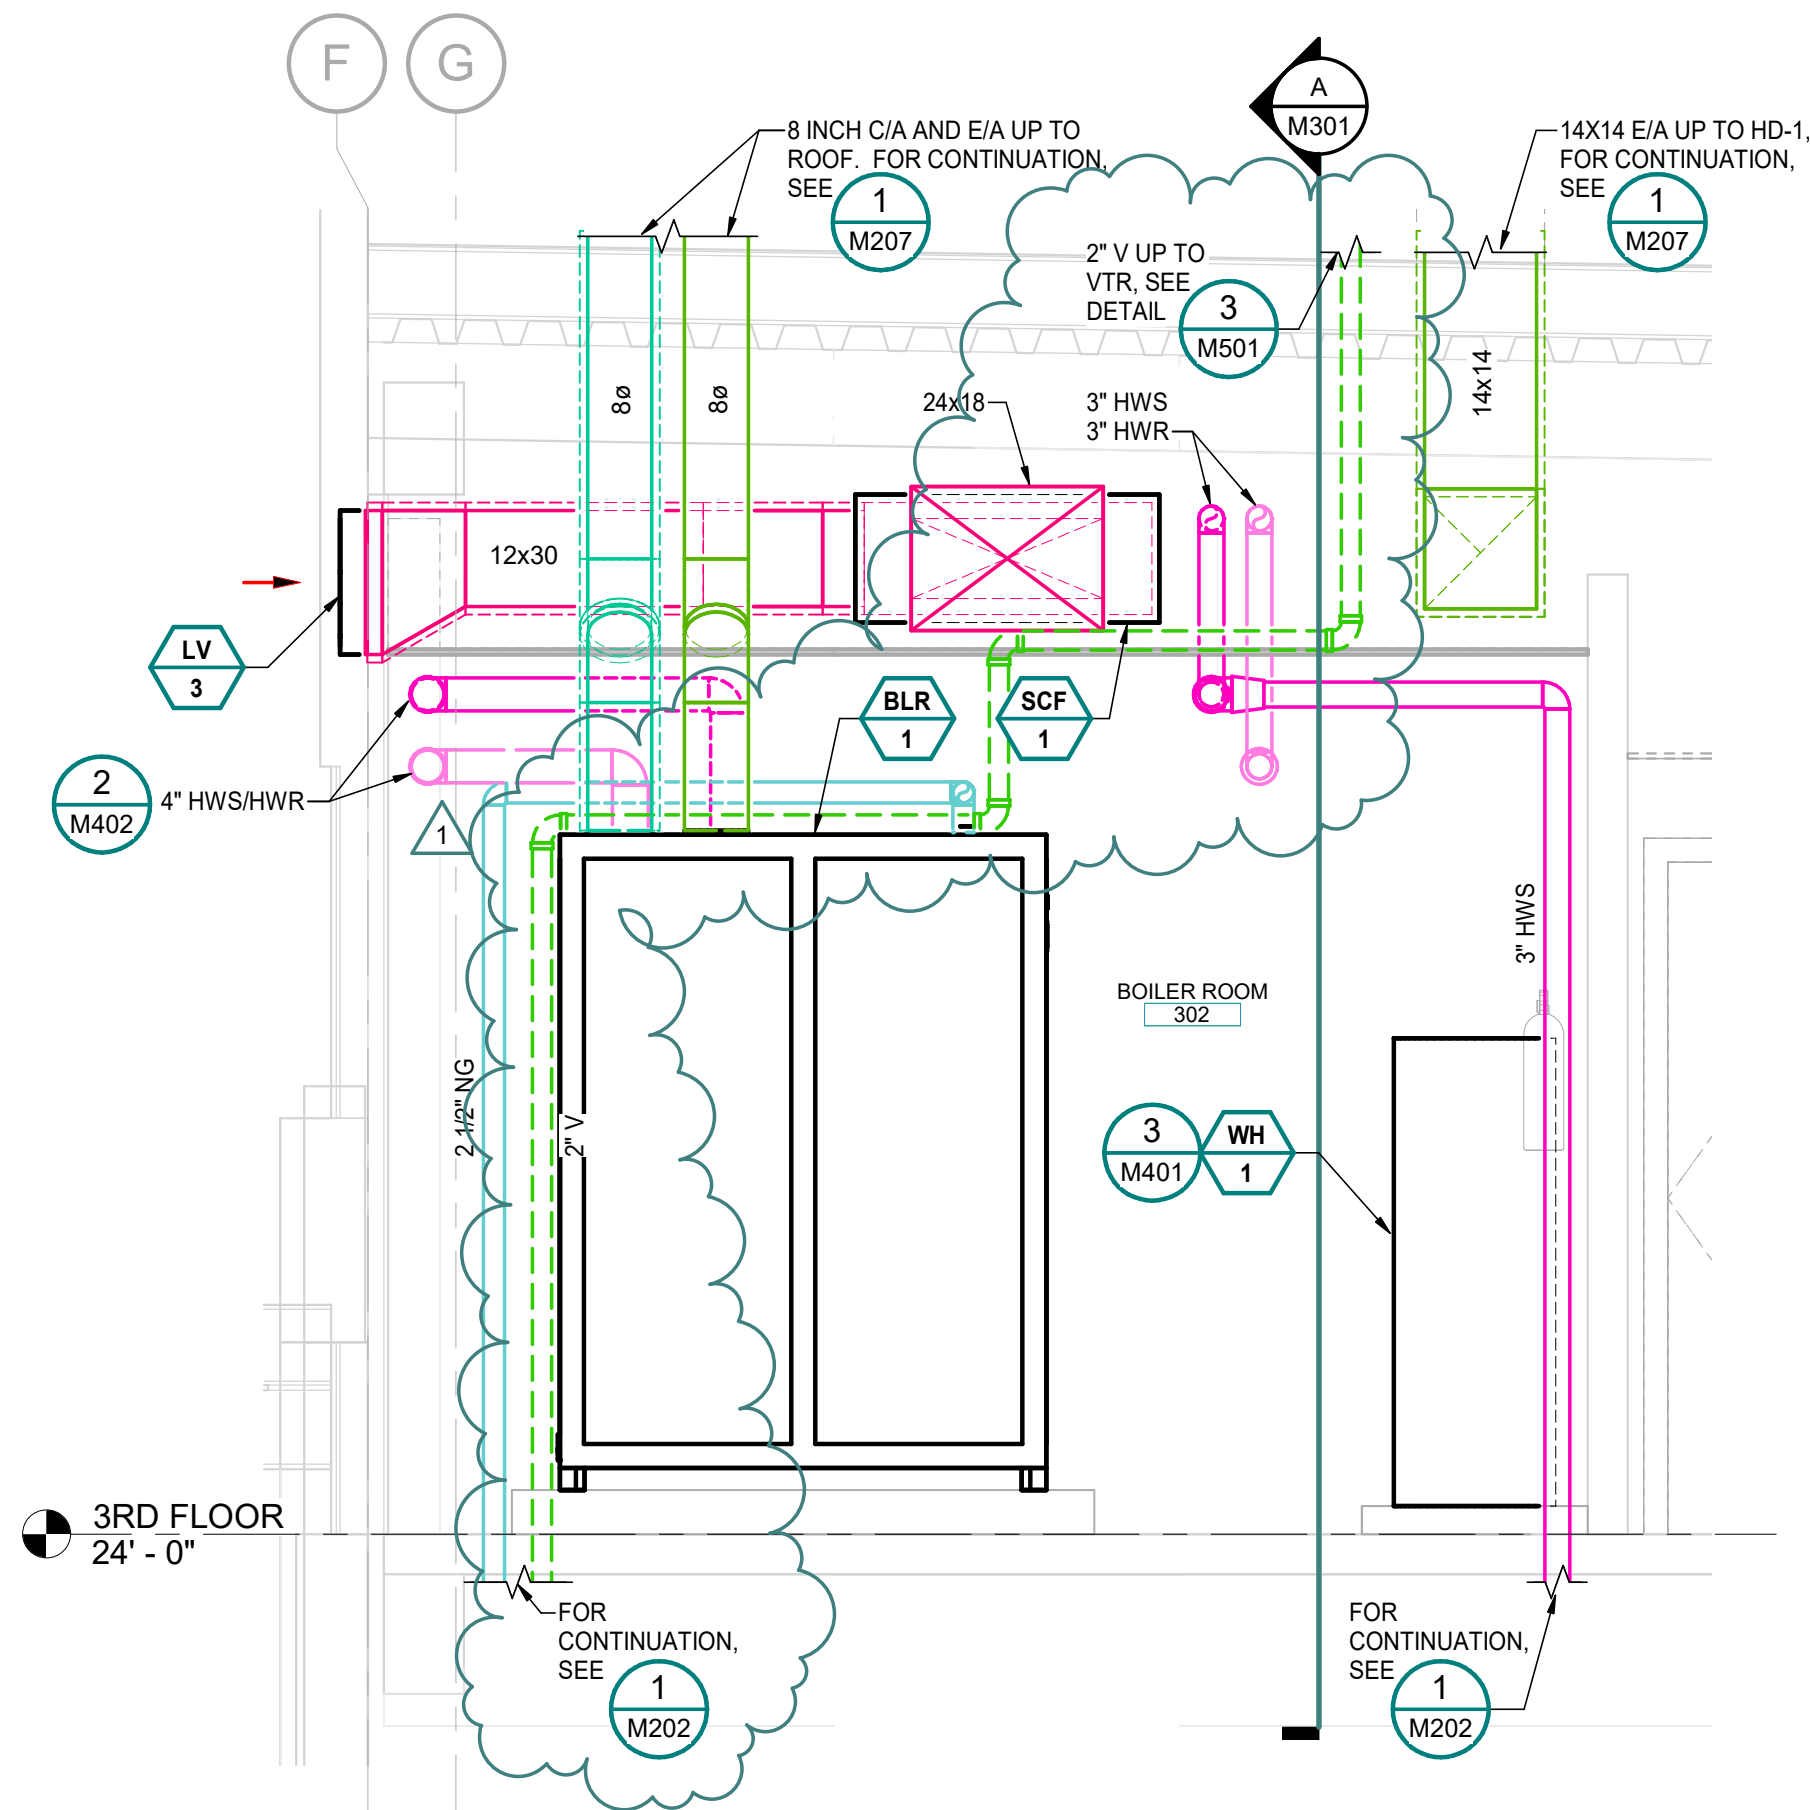 F
G
A
M301
8 INCH C/A AND E/A UP TO
ROOF. FOR CONTINUATION,
SEE
1
M207
14X14 E/A UP TO HD-1,
FOR CONTINUATION,
SEE
1
M207
2" V UP TO
VTR, SEE
DETAIL
3
M501
8ø
8ø
24x18
3" HWS
3" HWR
14x14
12x30
LV
3
BLR
1
SCF
1
2
M402
4" HWS/HWR
1
3" HWS
BOILER ROOM
302
2 1/2" NG
2" V
3
M401
WH
1
3RD FLOOR
24' - 0"
FOR
CONTINUATION,
SEE
1
M202
FOR
CONTINUATION,
SEE
1
M202